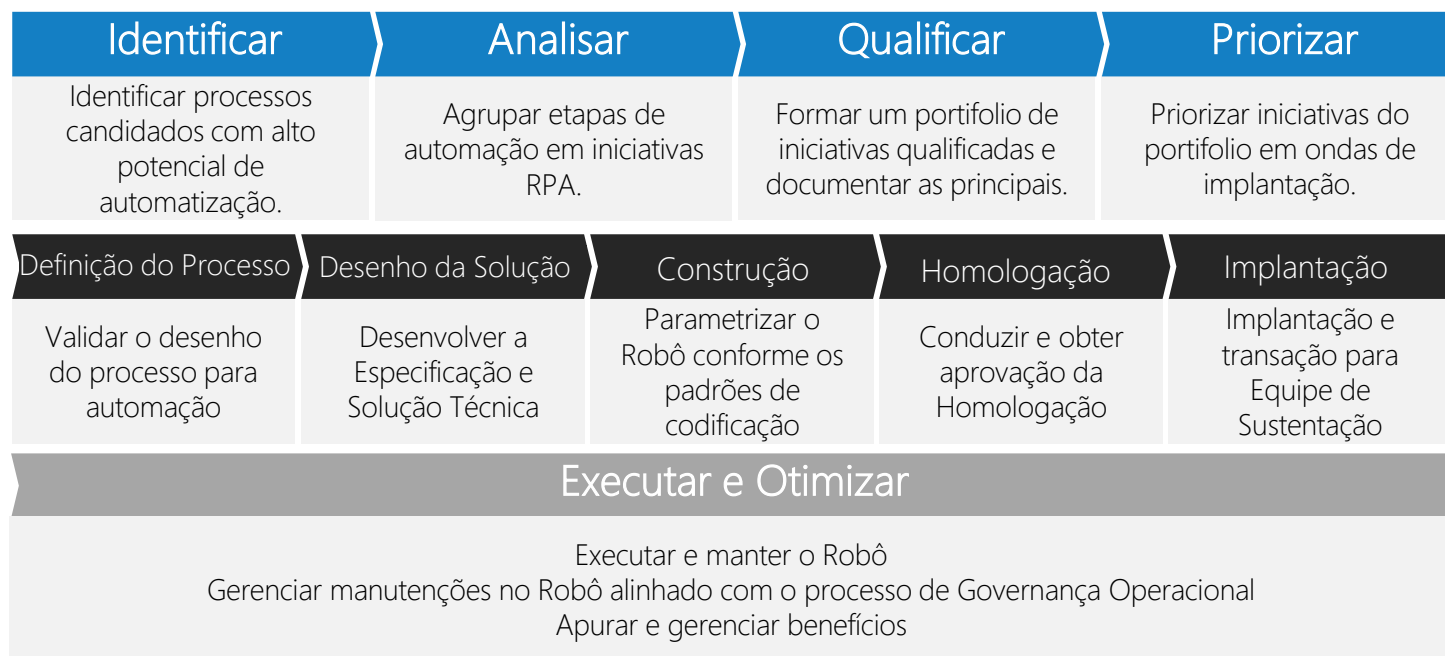 Identificar
Analisar
Qualificar
Priorizar
Identificar processos
candidados com alto
potencial de
automatização.
Agrupar etapas de
automação em iniciativas
RPA.
Formar um portifolio de
iniciativas qualificadas e
documentar as principais.
Priorizar iniciativas do
portifolio em ondas de
implantação.
Definição do Processo
Desenho da Solução
Construção
Homologação
Implantação
Validar o desenho
do processo para
automação
Desenvolver a
Especificação e
Solução Técnica
Parametrizar o
Robô conforme os
padrões de
codificação
Conduzir e obter
aprovação da
Homologação
Implantação e
transação para
Equipe de
Sustentação
Executar e Otimizar
Executar e manter o Robô
Gerenciar manutenções no Robô alinhado com o processo de Governança Operacional
Apurar e gerenciar benefícios